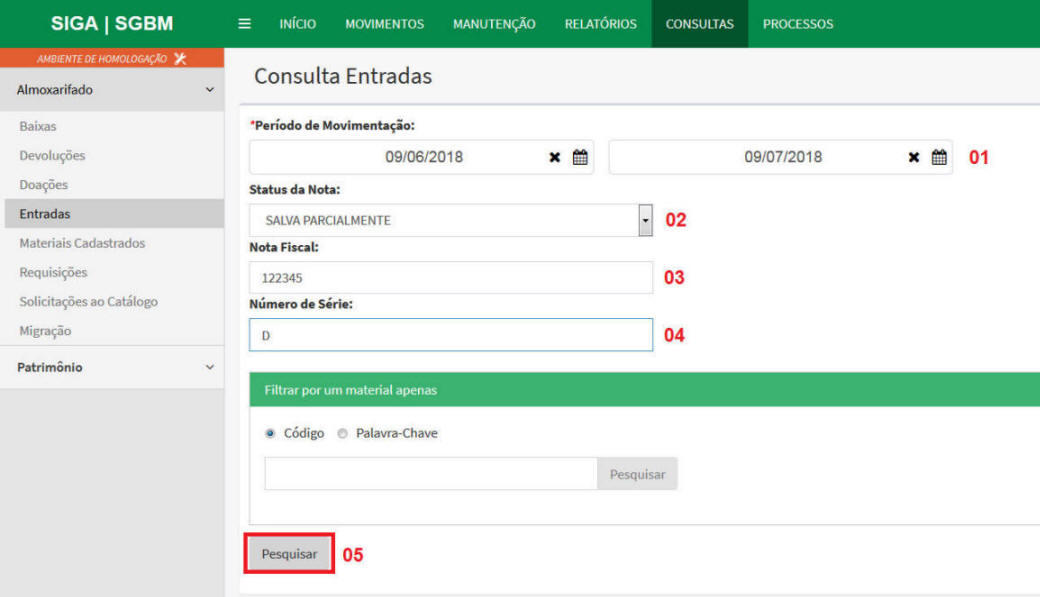 SIGA | SGBM
INÍCIO MOVIMENTOS MANUTENÇÃO RELATÓRIOS CONSULTAS PROCESSOS
AMBIENTE DE HOMOLOGAÇÃO
Almoxarifado
Baixas
Devoluções
Doações
Entradas
Materiais Cadastrados
Requisições
Solicitações ao Catálogo
Migração
Patrimônio
Consulta Entradas
*Período de Movimentação:
09/06/2018 09/07/2018 01
Status da Nota:
SALVA PARCIALMENTE 02
Nota Fiscal:
122345 03
Número de Série:
D 04
Filtrar por um material apenas
Código Palavra-Chave
Pesquisar
Pesquisar 05